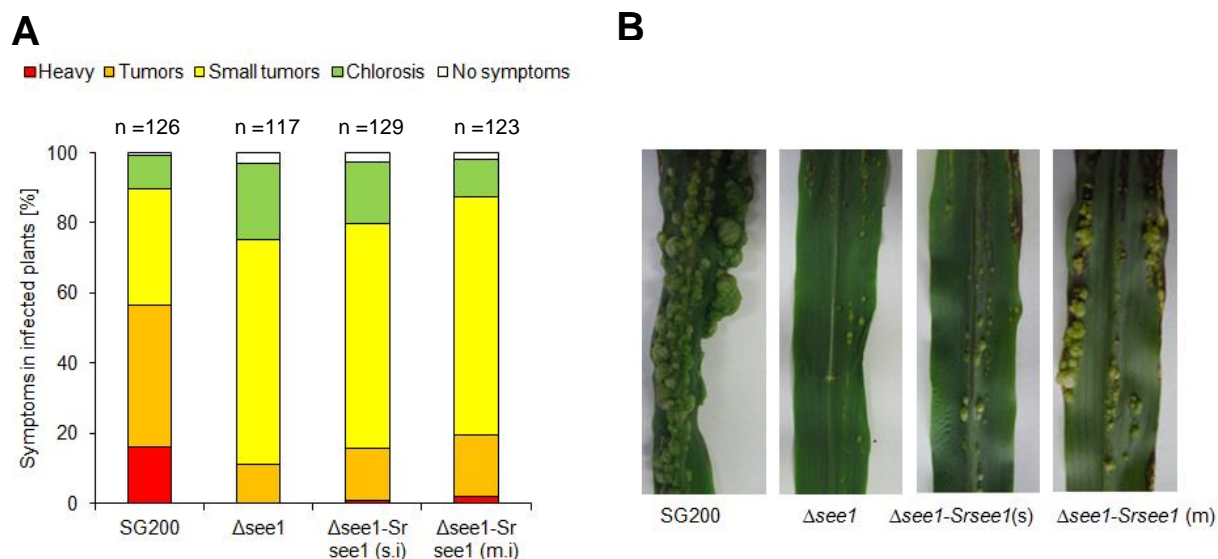 A
B
Heavy Tumors Small tumors Chlorosis No symptoms
n =126 n =117 n =129 n =123
Symptoms in infected plants [%]
100
80
60
40
20
0
SG200 Δsee1 Δsee1-Sr see1 (s.i) Δsee1-Sr see1 (m.i)
SG200 Δsee1 Δsee1-Srsee1(s) Δsee1-Srsee1 (m)